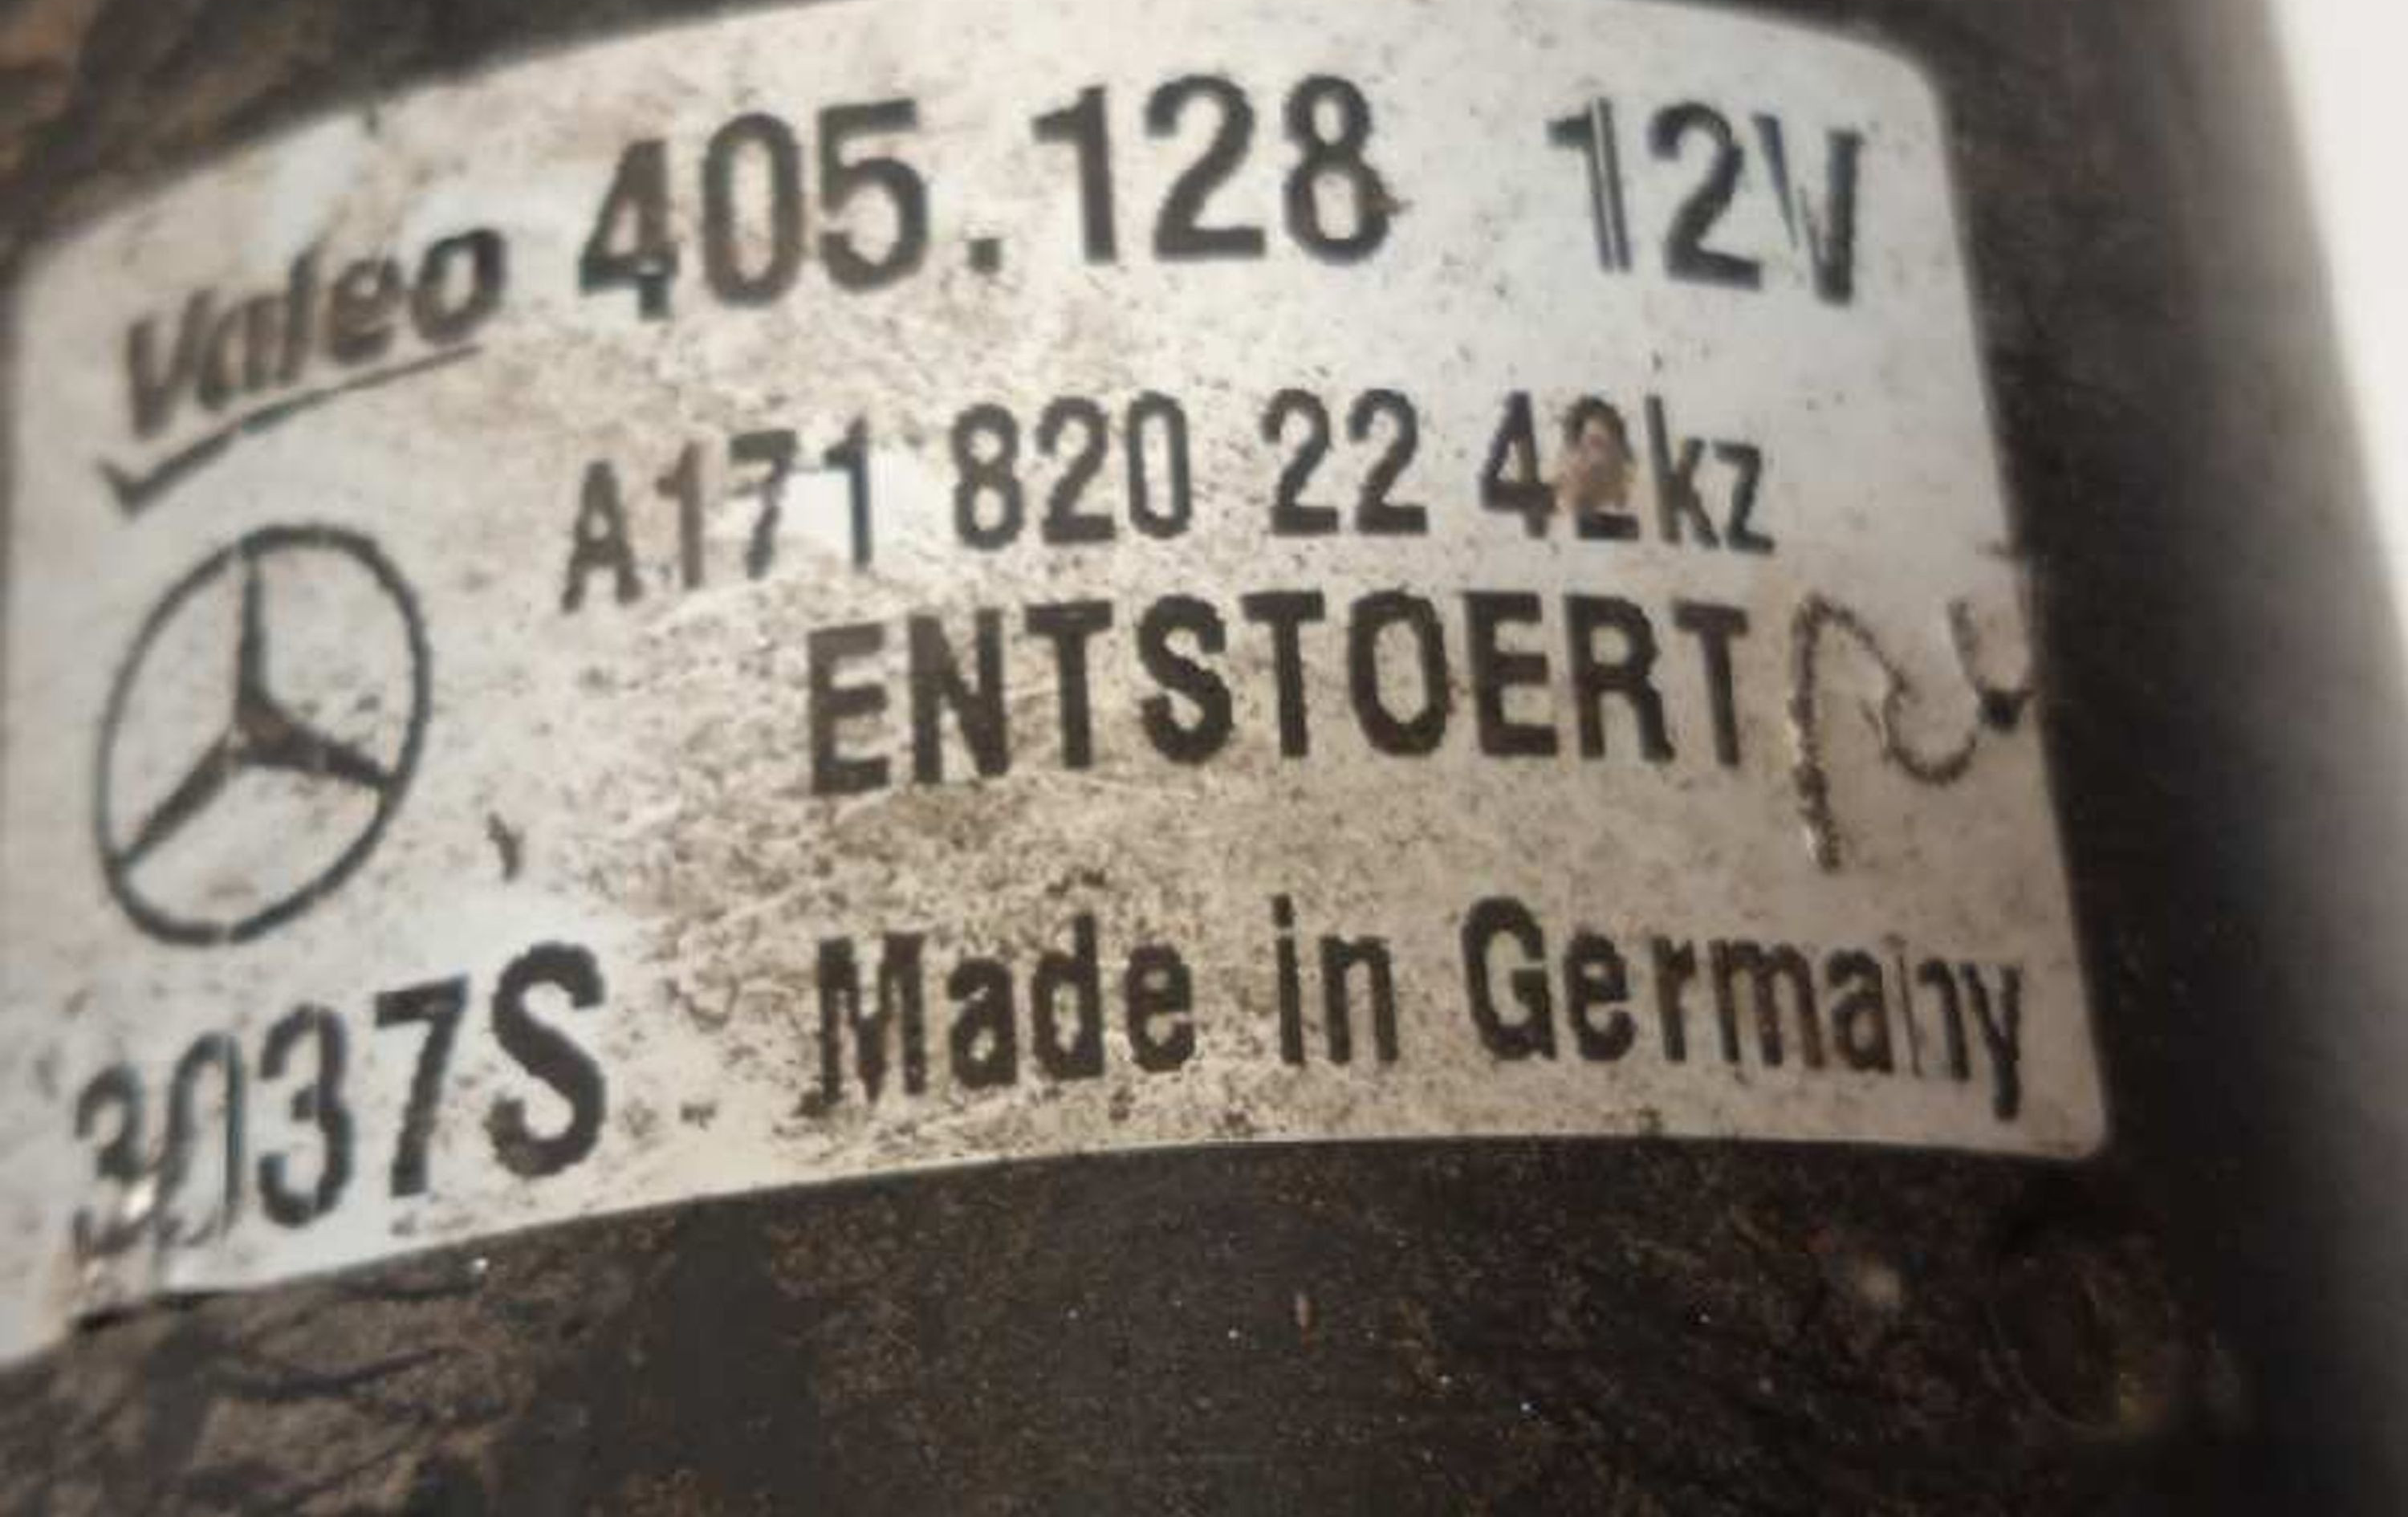 Valeo 405.128 12V
A171 820 22 42kz
ENTSTOERT
3037S Made in Germany